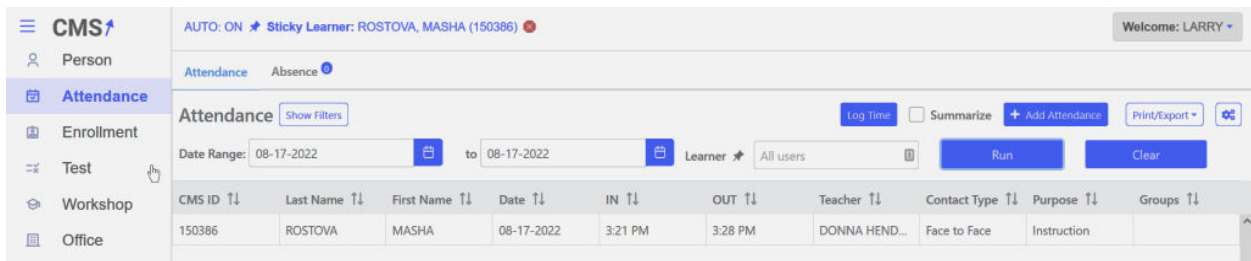 CMS
AUTO: ON Sticky Learner: ROSTOVA, MASHA (150386)
Welcome: LARRY
Person
Attendance
Enrollment
Test
Workshop
Office
Attendance Absence 0
Attendance Show Filters Log Time Summarize + Add Attendance Print/Export
Date Range: 08-17-2022 to 08-17-2022 Learner All users Run Clear
CMS ID Last Name First Name Date IN OUT Teacher Contact Type Purpose Groups
150386 ROSTOVA MASHA 08-17-2022 3:21 PM 3:28 PM DONNA HEND... Face to Face Instruction